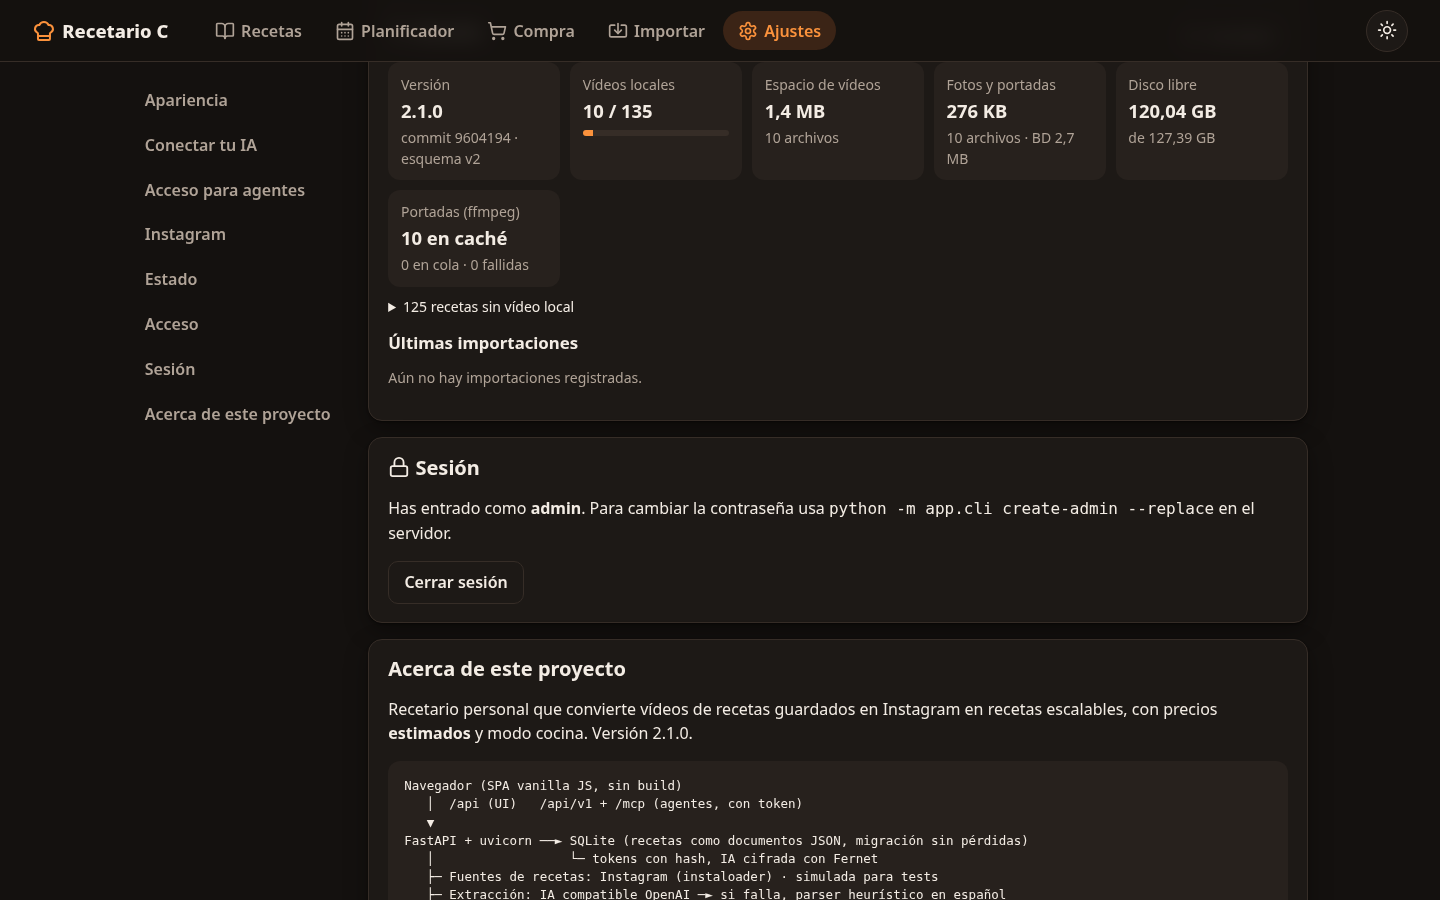 Recetario C
Recetas
Planificador
Compra
Importar
Ajustes
Apariencia
Conectar tu IA
Acceso para agentes
Instagram
Estado
Acceso
Sesión
Acerca de este proyecto
Versión
2.1.0
commit 9604194 ·
esquema v2
Vídeos locales
10 / 135
Espacio de vídeos
1,4 MB
10 archivos
Fotos y portadas
276 KB
10 archivos · BD 2,7
MB
Disco libre
120,04 GB
de 127,39 GB
Portadas (ffmpeg)
10 en caché
0 en cola · 0 fallidas
▶ 125 recetas sin vídeo local
Últimas importaciones
Aún no hay importaciones registradas.
Sesión
Has entrado como admin. Para cambiar la contraseña usa python -m app.cli create-admin --replace en el
servidor.
Cerrar sesión
Acerca de este proyecto
Recetario personal que convierte vídeos de recetas guardados en Instagram en recetas escalables, con precios
estimados y modo cocina. Versión 2.1.0.
Navegador (SPA vanilla JS, sin build)
│  /api (UI)   /api/v1 + /mcp (agentes, con token)
▼
FastAPI + uvicorn ──► SQLite (recetas como documentos JSON, migración sin pérdidas)
│                  └─ tokens con hash, IA cifrada con Fernet
├─ Fuentes de recetas: Instagram (instaloader) · simulada para tests
├─ Extracción: IA compatible OpenAI ─► si falla, parser heurístico en español